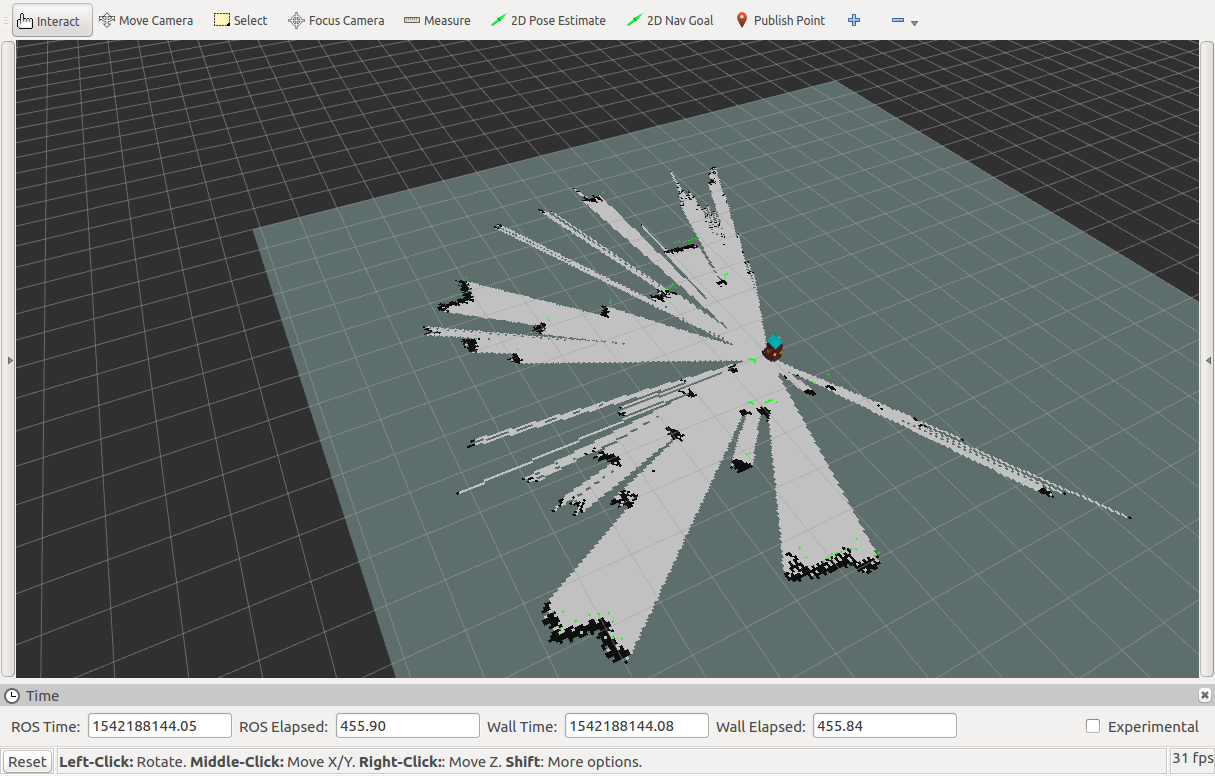 Interact Move Camera Select Focus Camera Measure 2D Pose Estimate 2D Nav Goal Publish Point
Time
ROS Time: 1542188144.05 ROS Elapsed: 455.90 Wall Time: 1542188144.08 Wall Elapsed: 455.84 Experimental
Reset Left-Click: Rotate. Middle-Click: Move X/Y. Right-Click:: Move Z. Shift: More options. 31 fps